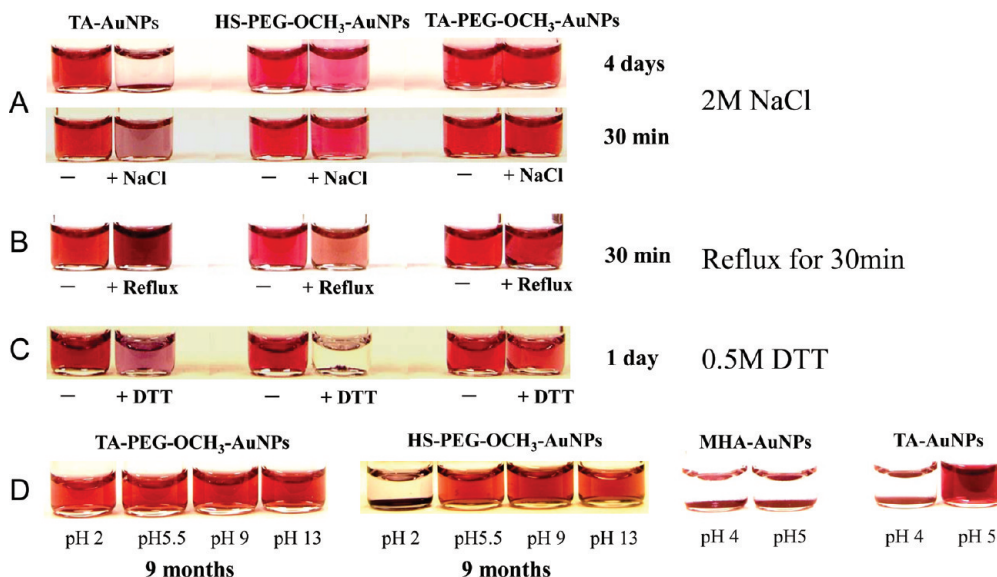 TA-AuNPs HS-PEG-OCH₃-AuNPs TA-PEG-OCH₃-AuNPs
4 days
A
2M NaCl
30 min
− + NaCl − + NaCl − + NaCl
B
30 min
Reflux for 30min
− + Reflux − + Reflux − + Reflux
C
1 day
0.5M DTT
− + DTT − + DTT − + DTT
TA-PEG-OCH₃-AuNPs HS-PEG-OCH₃-AuNPs MHA-AuNPs TA-AuNPs
D
pH 2 pH5.5 pH 9 pH 13 pH 2 pH5.5 pH 9 pH 13 pH 4 pH5 pH 4 pH 5
9 months 9 months